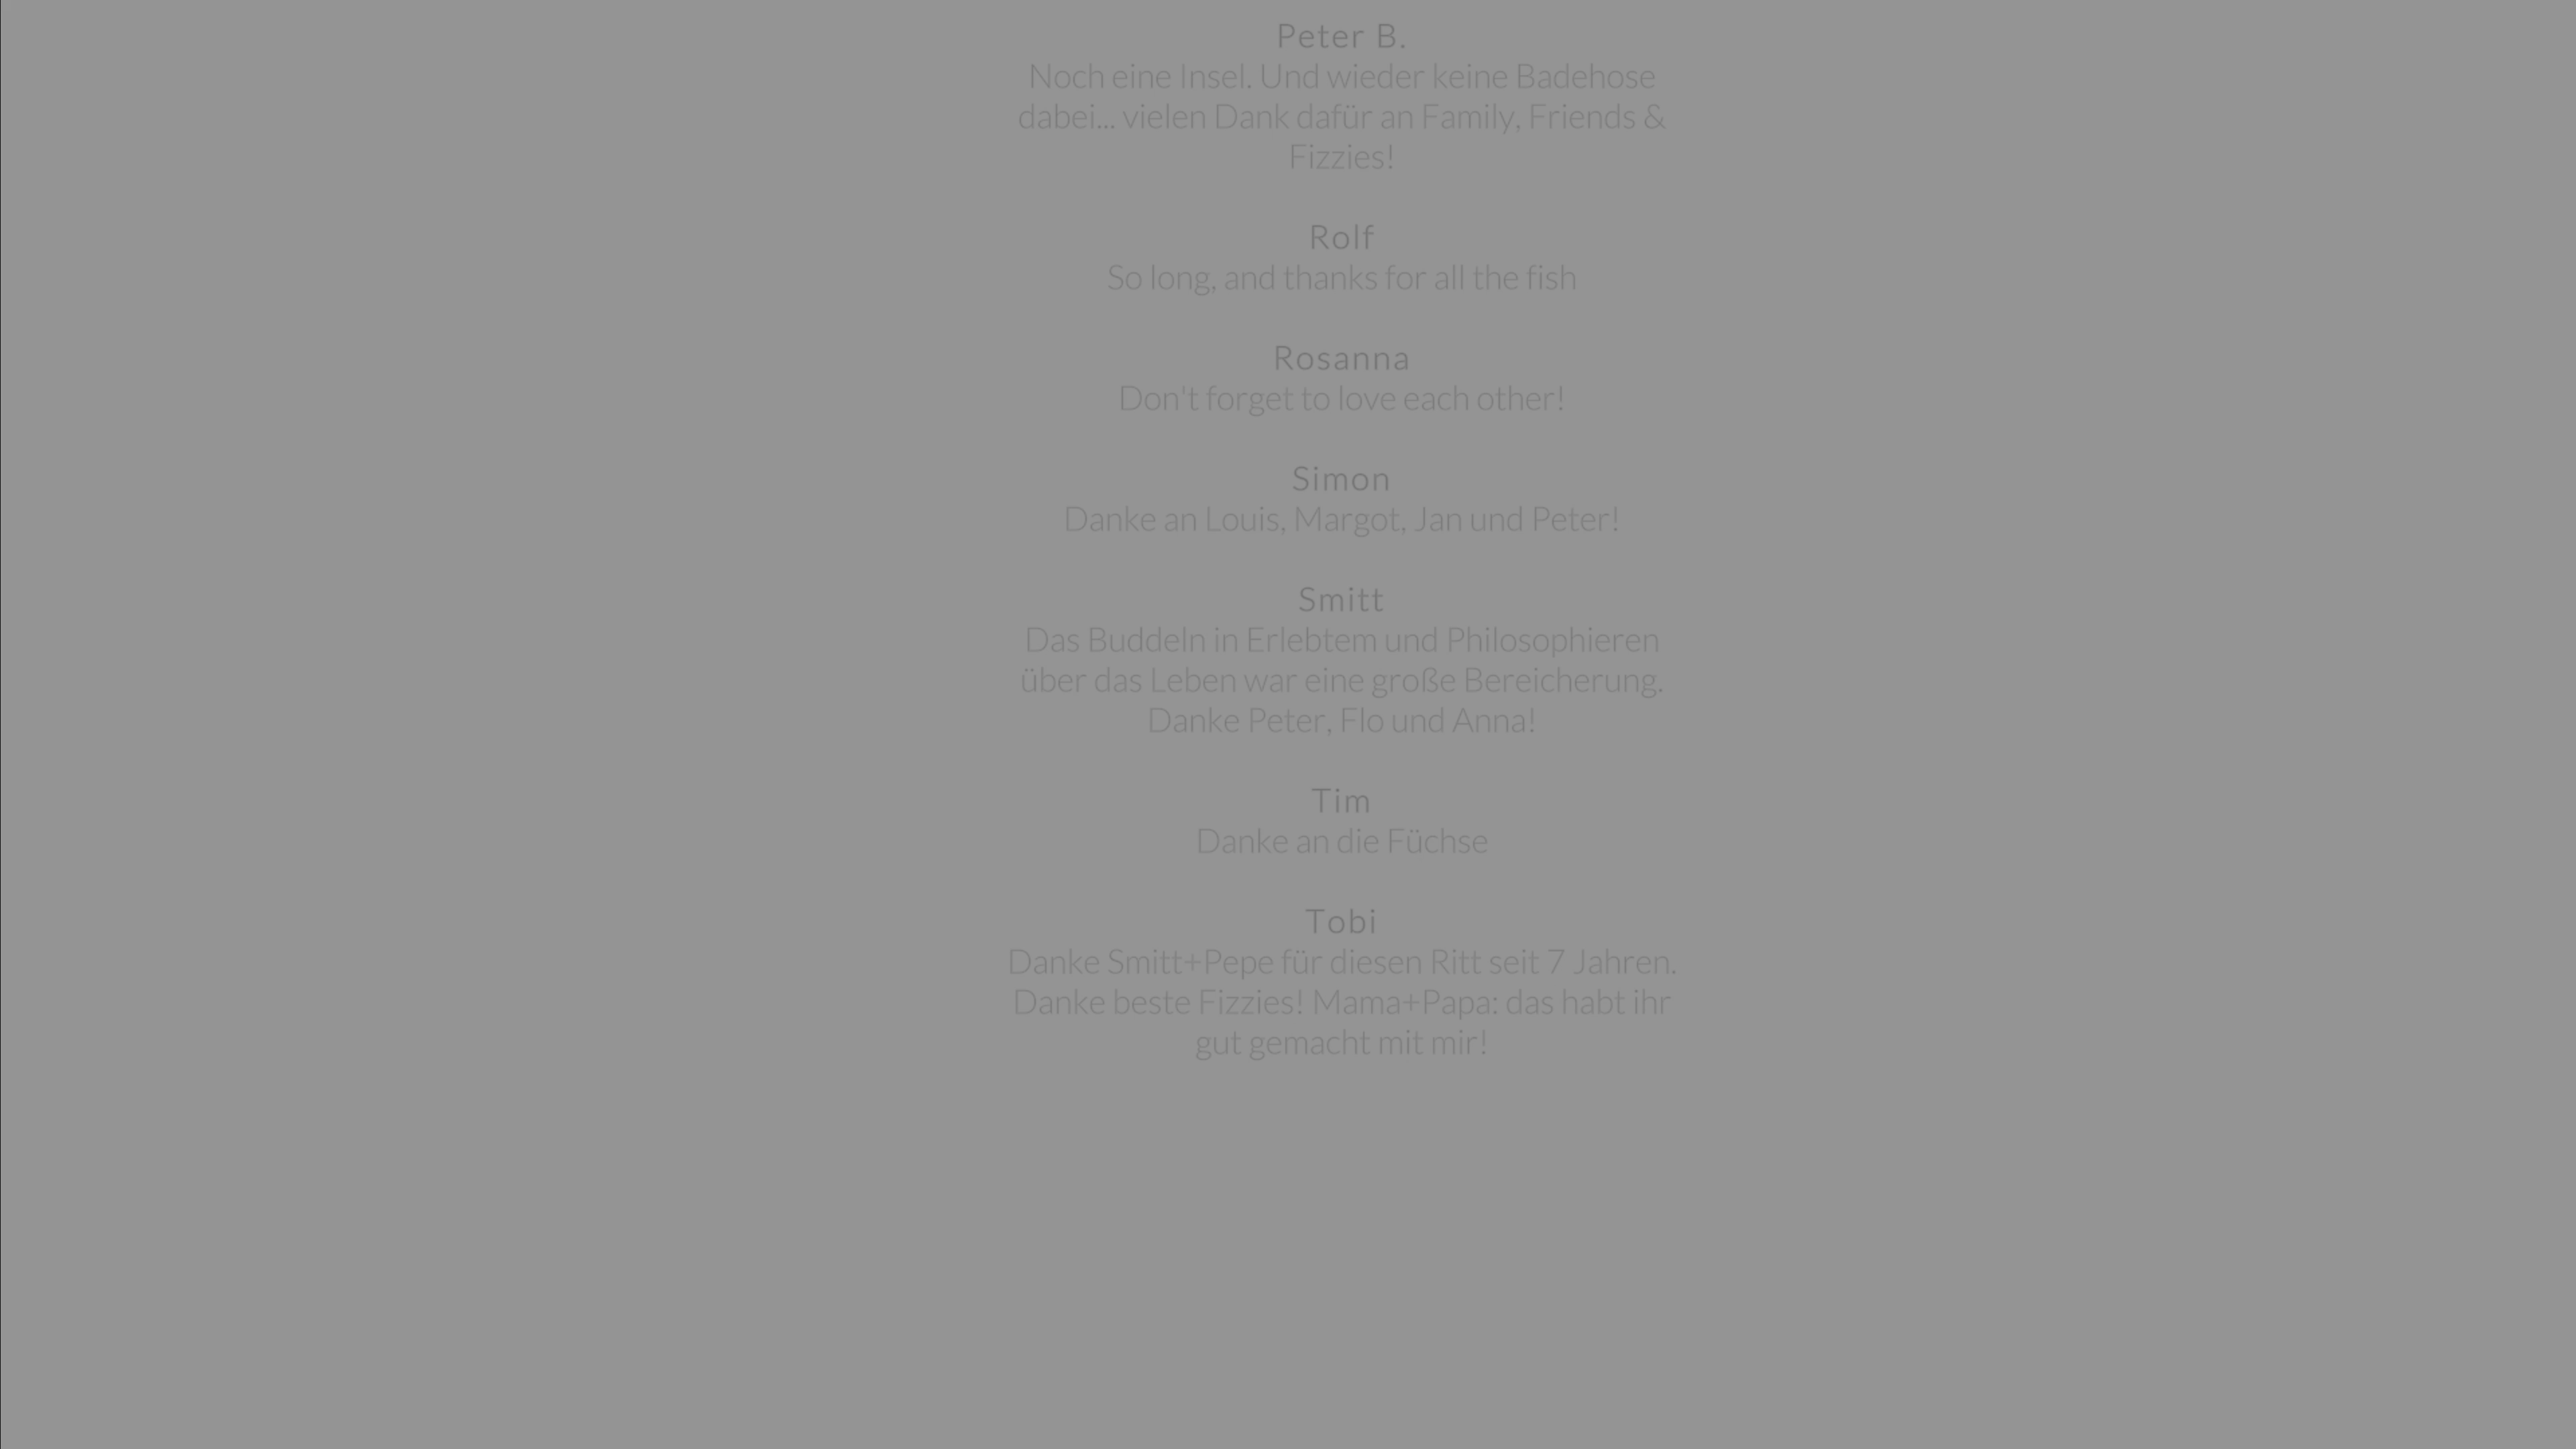 Peter B.
Noch eine Insel. Und wieder keine Badehose
dabei... vielen Dank dafür an Family, Friends &
Fizzies!
Rolf
So long, and thanks for all the fish
Rosanna
Don't forget to love each other!
Simon
Danke an Louis, Margot, Jan und Peter!
Smitt
Das Buddeln in Erlebtem und Philosophieren
über das Leben war eine große Bereicherung.
Danke Peter, Flo und Anna!
Tim
Danke an die Füchse
Tobi
Danke Smitt+Pepe für diesen Ritt seit 7 Jahren.
Danke beste Fizzies! Mama+Papa: das habt ihr
gut gemacht mit mir!